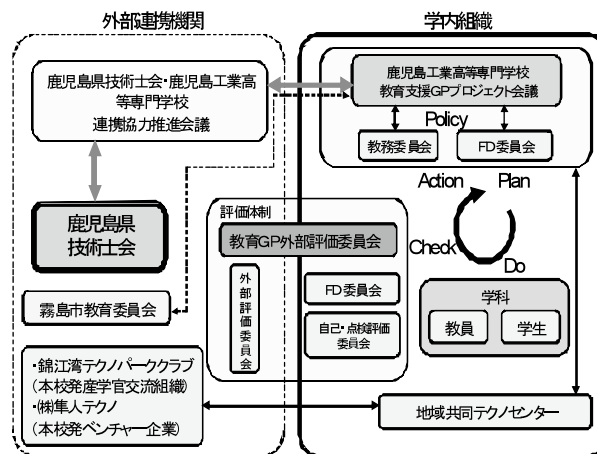 外部連携機関
学内組織
鹿児島県技術士会・鹿児島工業高
等専門学校
連携協力推進会議
鹿児島工業高等専門学校
教育支援GPプロジェクト会議
Policy
教務委員会
FD委員会
Action
Plan
Check
Do
鹿児島県
技術士会
評価体制
教育GP外部評価委員会
外部評価委員会
FD委員会
自己・点検評価
委員会
霧島市教育委員会
学科
教員
学生
・錦江湾テクノパーククラブ
(本校発産学官交流組織)
・㈱隼人テクノ
(本校発ベンチャー企業)
地域共同テクノセンター